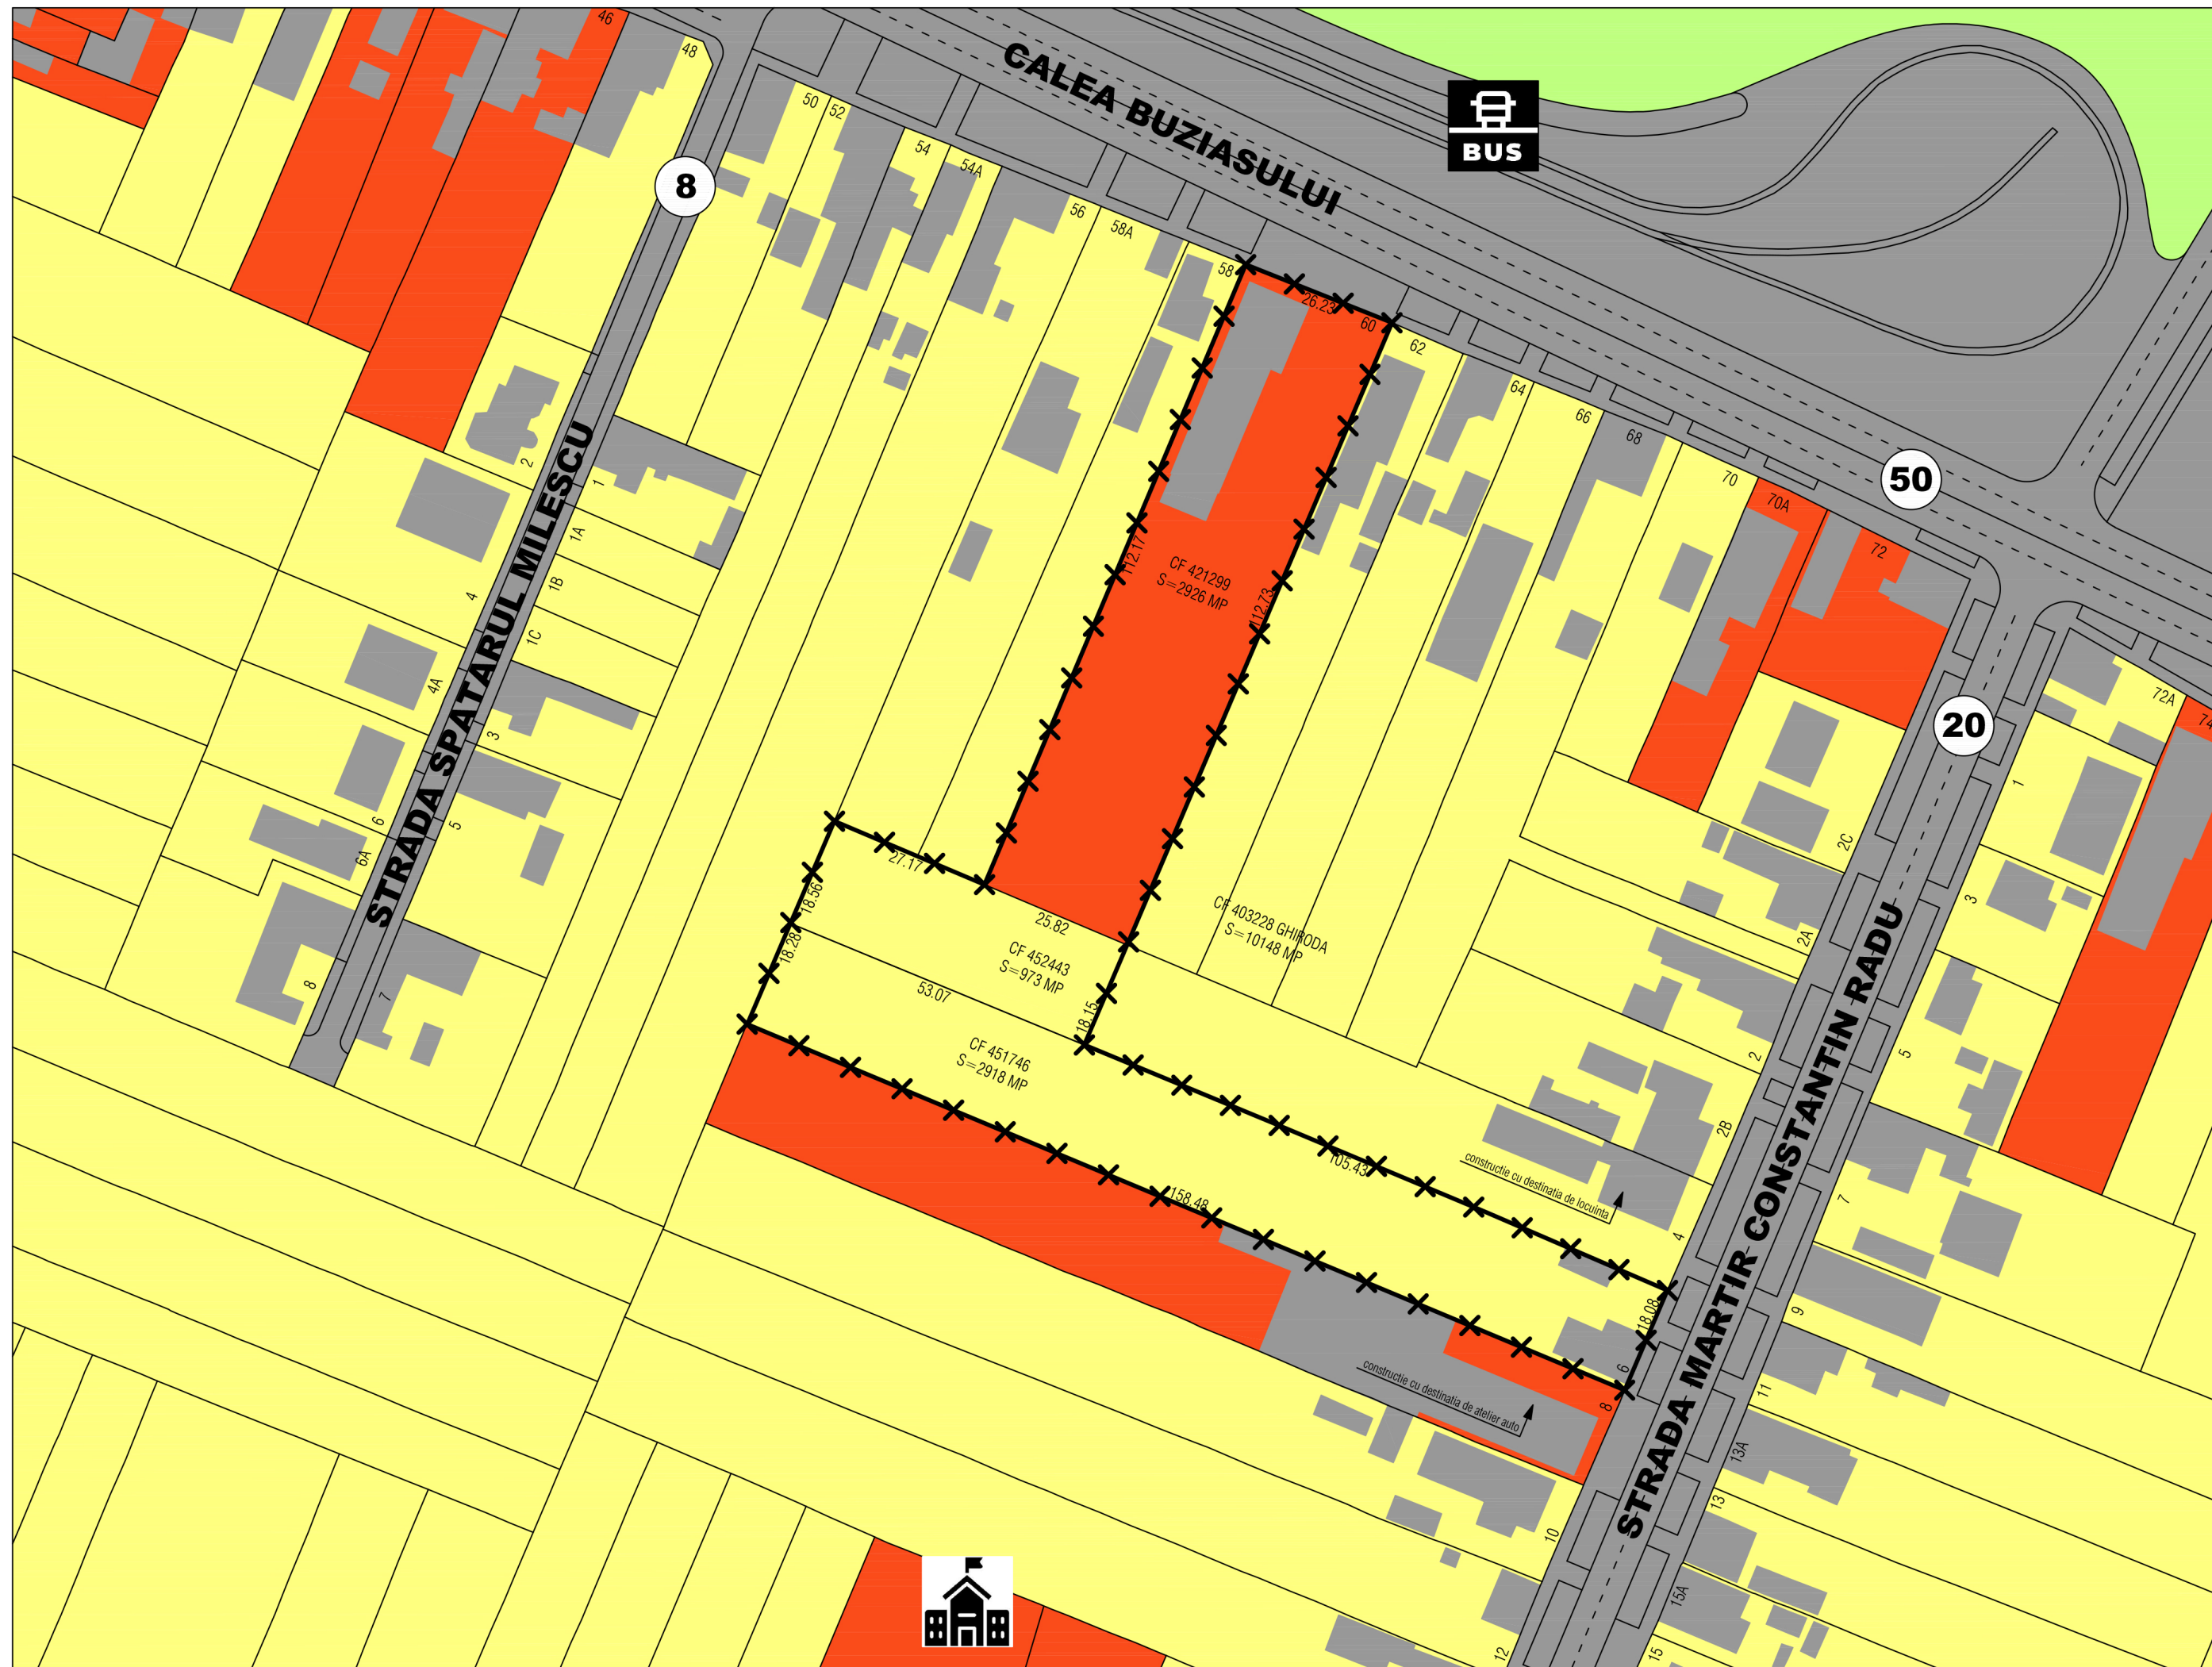 46
48
CALEA BUZIASULUI
BUS
50
52
54
54A
56
58A
58
8
26.23
60
62
64
66
68
70
70A
72
50
2
1
1A
1B
1C
4
4A
3
6
6A
5
8
7
STRADA SPATARUL MILESCU
112.17
CF 421299
S=2926 MP
112.73
20
72A
74
1
2C
3
2A
27.17
18.56
18.28
25.82
CF 452443
S=973 MP
CF 403228 GHIRODA
S=10148 MP
53.07
18.15
CF 451746
S=2918 MP
STRADA MARTIR CONSTANTIN RADU
2
5
2B
7
105.43
constructie cu destinatia de locuinta
158.48
4
9
18.08
6
8
11
constructie cu destinatia de atelier auto
13A
13
10
15A
12
15